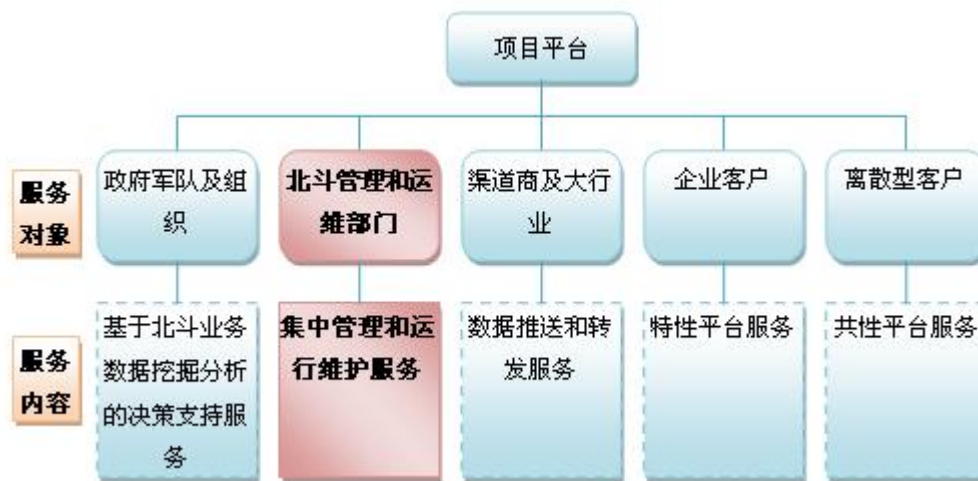 项目平台
服务
对象
政府军队及组
织
北斗管理和运
维部门
渠道商及大行
业
企业客户
离散型客户
服务
内容
基于北斗业务
数据挖掘分析
的决策支持服
务
集中管理和运
行维护服务
数据推送和转
发服务
特性平台服务
共性平台服务